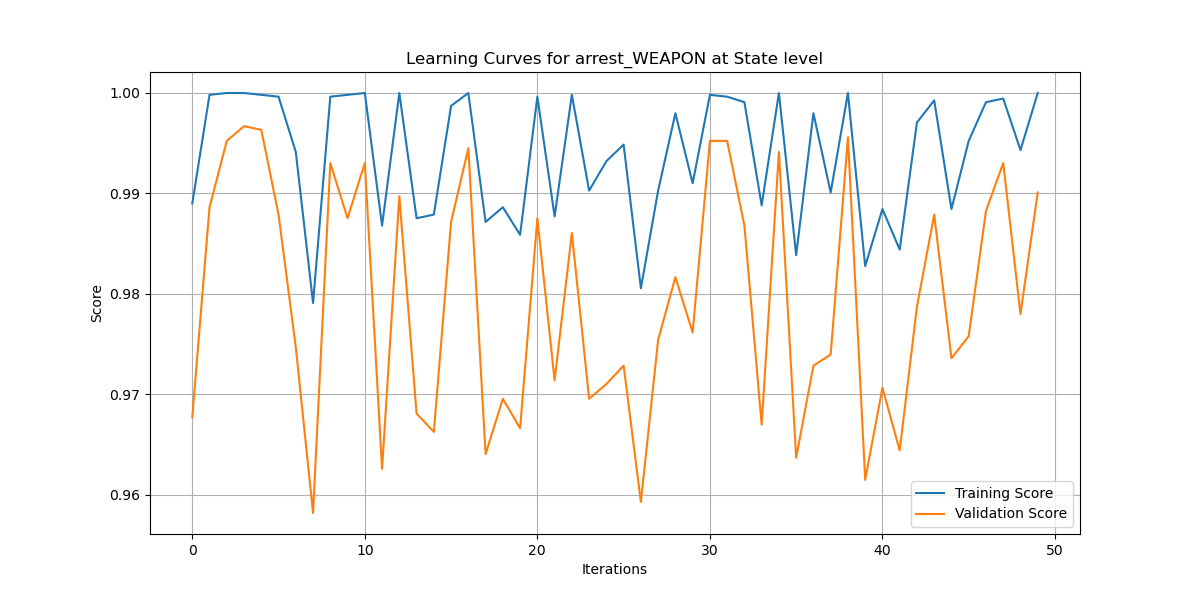 Learning Curves for arrest_WEAPON at State level
1.00
0.99
0.98
0.97
0.96
Score
0 10 20 30 40 50
Iterations
Training Score
Validation Score